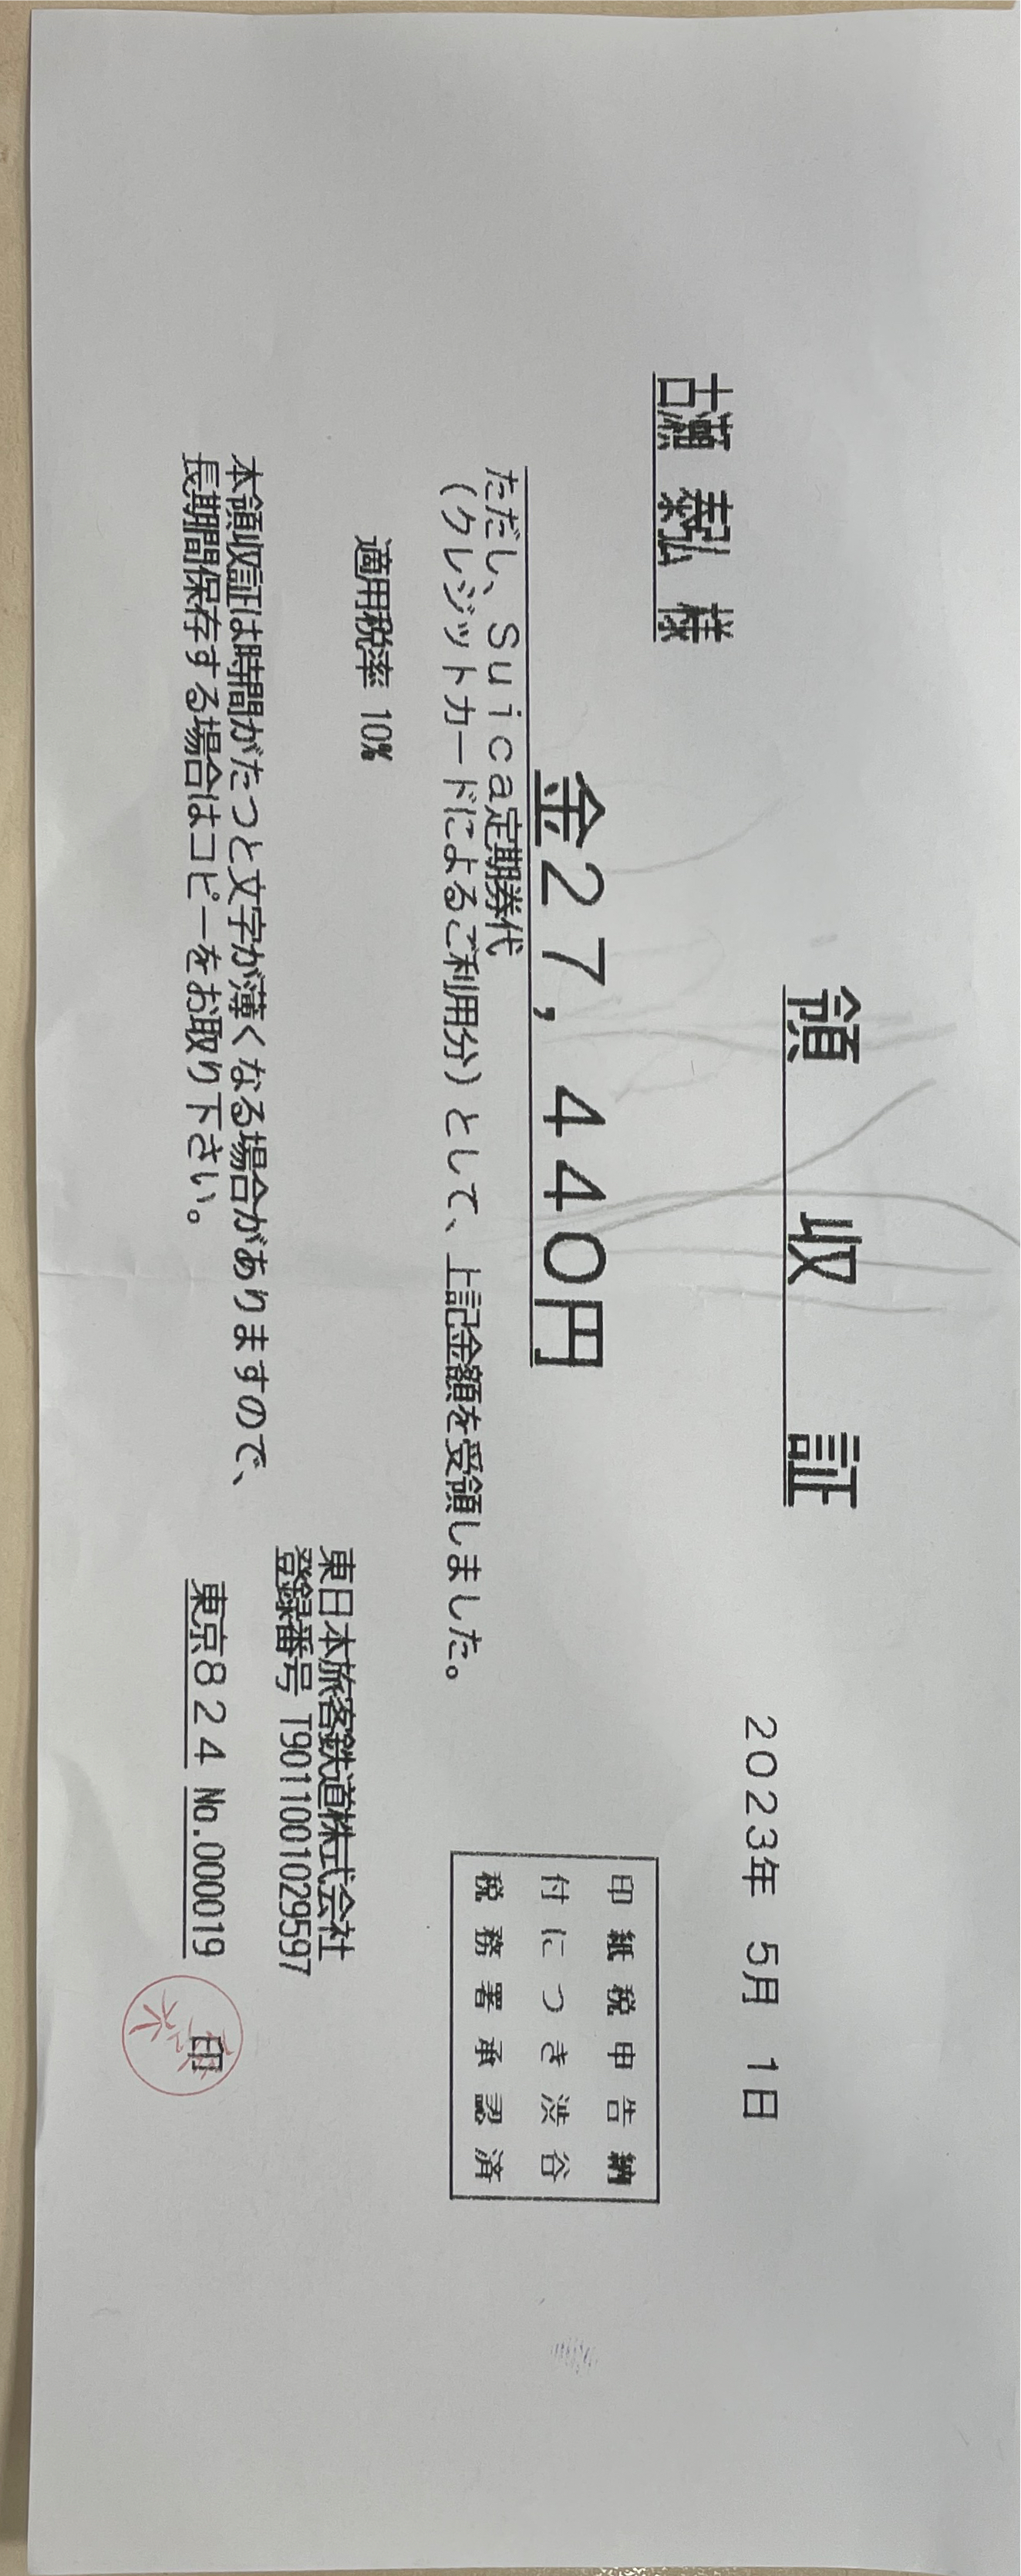 領収証
2023年 5月 1日
古瀬 泰弘 様
金27,440円
ただし、Suica定期券代
(クレジットカードによるご利用分)として、上記金額を受領しました。
印紙税申告納
付につき渋谷
税務署承認済
適用税率 10%
東日本旅客鉄道株式会社
登録番号 T9011001029597
本領収証は時間がたつと文字が薄くなる場合がありますので、
長期間保存する場合はコピーをお取り下さい。
東京824 No.000019 印